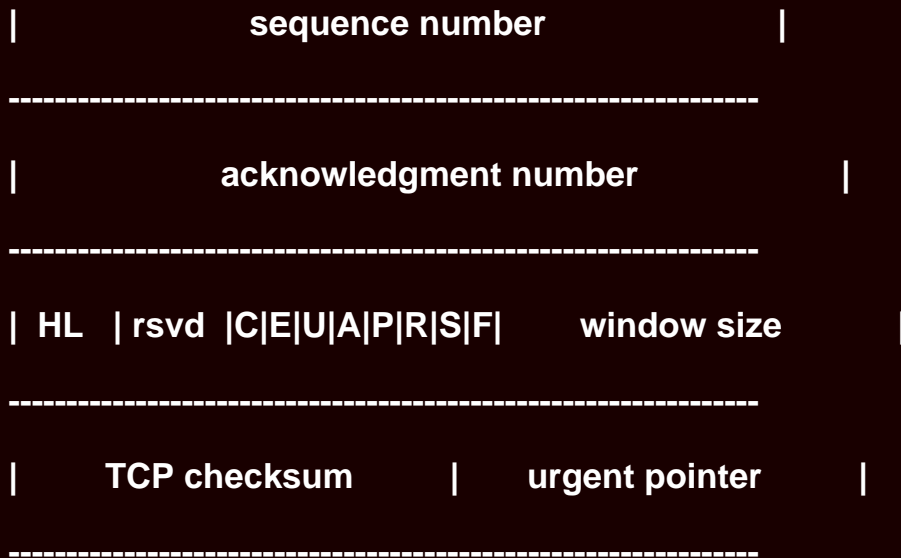 | sequence number |
-----------------------------------------------------------------
| acknowledgment number |
-----------------------------------------------------------------
| HL | rsvd |C|E|U|A|P|R|S|F| window size |
-----------------------------------------------------------------
| TCP checksum | urgent pointer |
-----------------------------------------------------------------